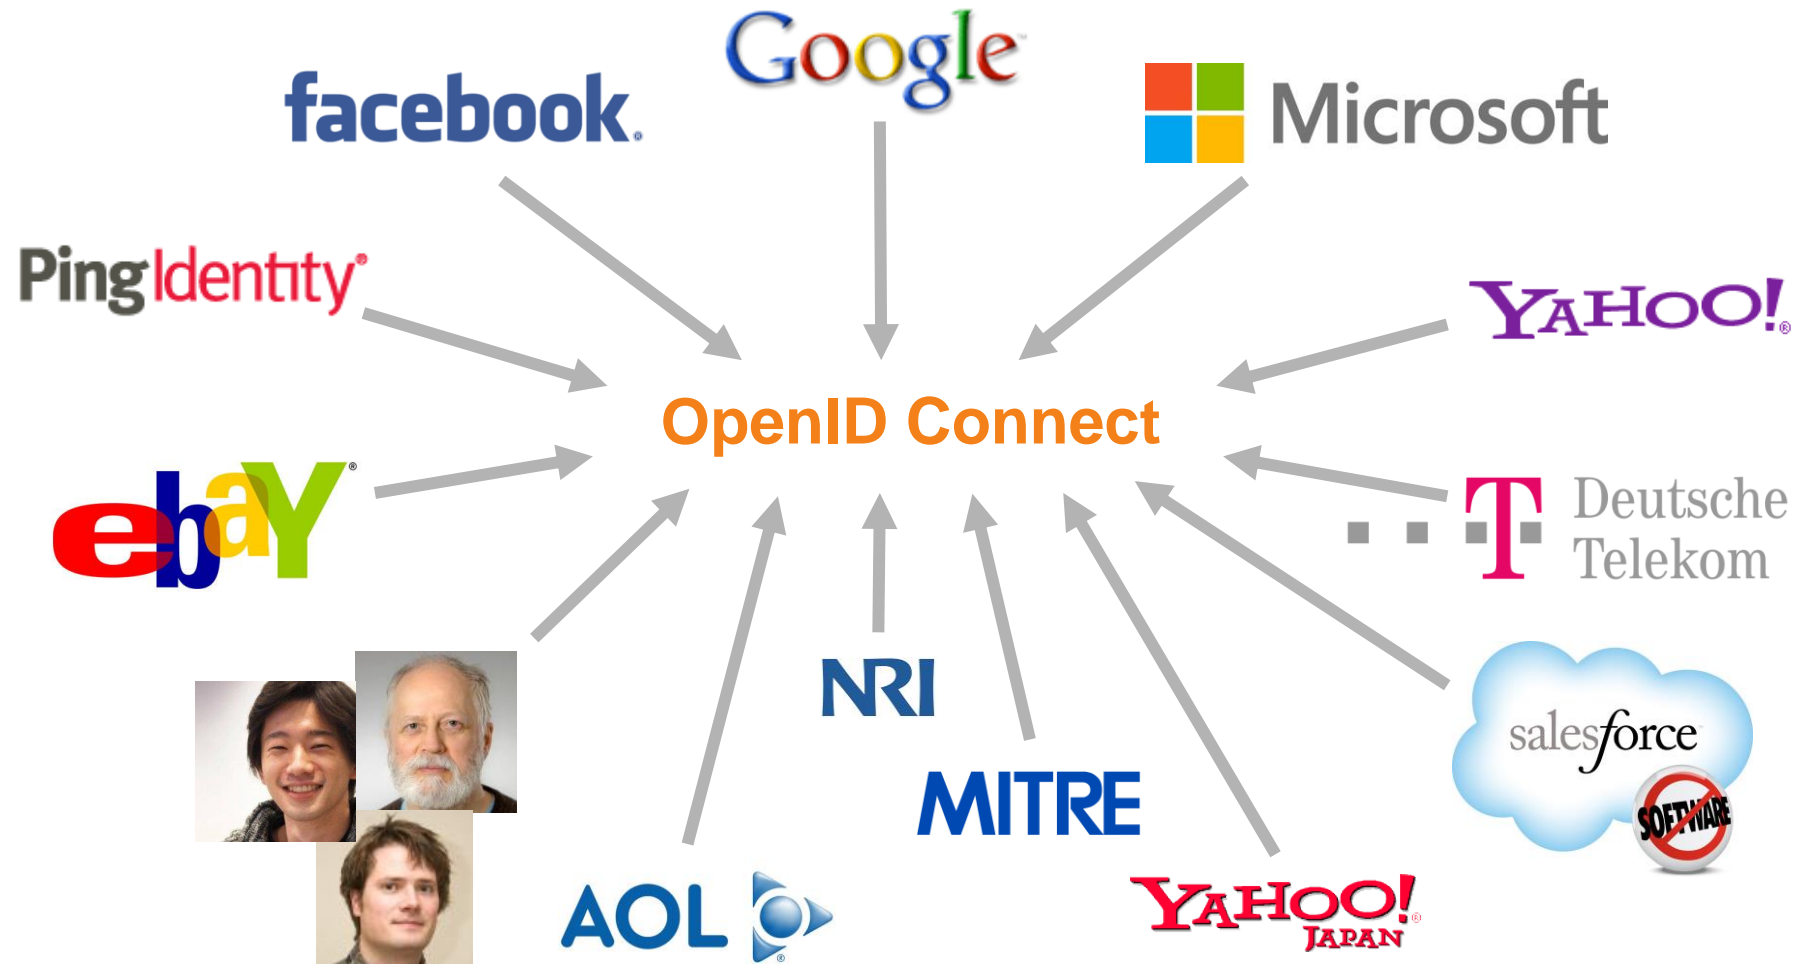 Google
facebook®
Microsoft
PingIdentity®
YAHOO!®
OpenID Connect
ebaY®
Deutsche
Telekom
T
NRI
salesforce
SOFTWARE
MITRE
AOL
®
YAHOO!®
JAPAN